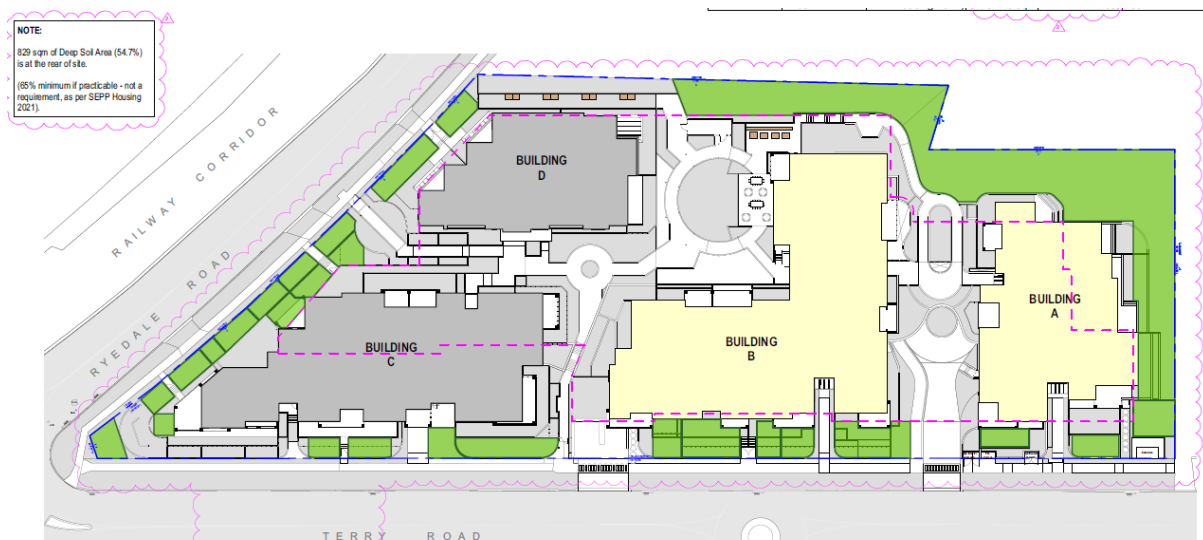 NOTE:
829 sqm of Deep Soil Area (54.7%)
is at the rear of site.
(65% minimum if practicable - not a
requirement, as per SEPP Housing
2021).
RAILWAY CORRIDOR
RYEDALE ROAD
BUILDING
D
BUILDING
C
BUILDING
B
BUILDING
A
TERRY ROAD